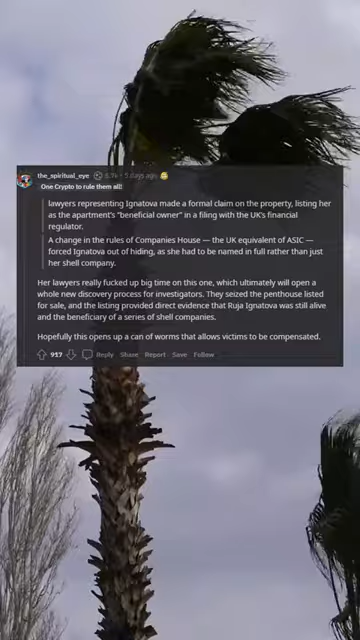 the_spiritual_eye 6.7k · 5 days ago
One Crypto to rule them all!
lawyers representing Ignatova made a formal claim on the property, listing her
as the apartment's "beneficial owner" in a filing with the UK's financial
regulator.
A change in the rules of Companies House — the UK equivalent of ASIC —
forced Ignatova out of hiding, as she had to be named in full rather than just
her shell company.
Her lawyers really fucked up big time on this one, which ultimately will open a
whole new discovery process for investigators. They seized the penthouse listed
for sale, and the listing provided direct evidence that Ruja Ignatova was still alive
and the beneficiary of a series of shell companies.
Hopefully this opens up a can of worms that allows victims to be compensated.
917 Reply Share Report Save Follow